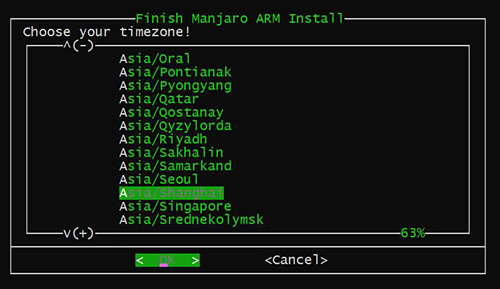 Finish Manjaro ARM Install
Choose your timezone!
^(-)
Asia/Oral
Asia/Pontianak
Asia/Pyongyang
Asia/Qatar
Asia/Qostanay
Asia/Qyzylorda
Asia/Riyadh
Asia/Sakhalin
Asia/Samarkand
Asia/Seoul
Asia/Shanghai
Asia/Singapore
Asia/Srednekolymsk
v(+) 63%
< OK > <Cancel>